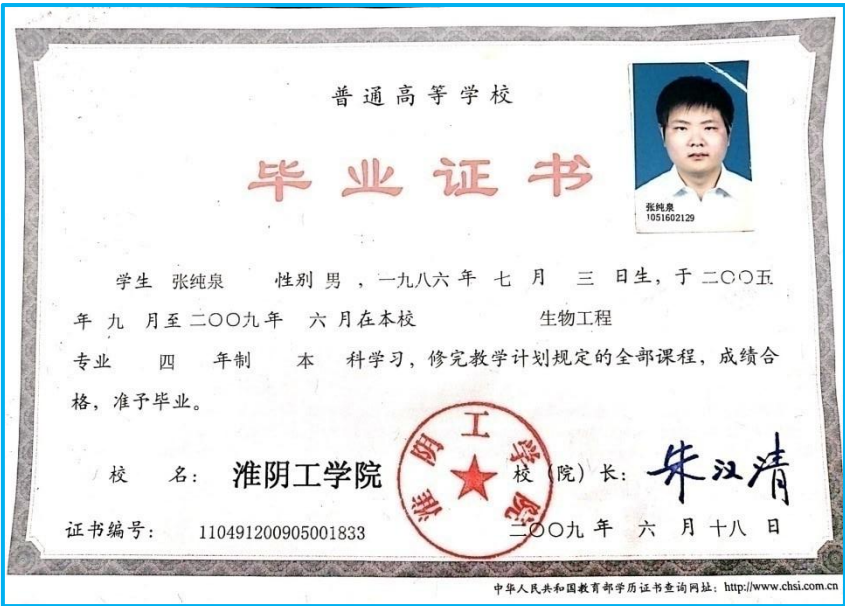 普通高等学校
毕业证书
张纯泉
1051602129
学生 张纯泉 性别 男 ，一九八六 年 七 月 三 日生，于 二〇〇五
年 九 月至 二〇〇九年 六 月在本校 生物工程
专业 四 年制 本 科学习，修完教学计划规定的全部课程，成绩合
格，准予毕业。
淮阴工学院
校 名： 淮阴工学院 校（院）长： 朱汉清
证书编号： 110491200905001833 二〇〇九 年 六 月 十八 日
中华人民共和国教育部学历证书查询网址：http://www.chsi.com.cn